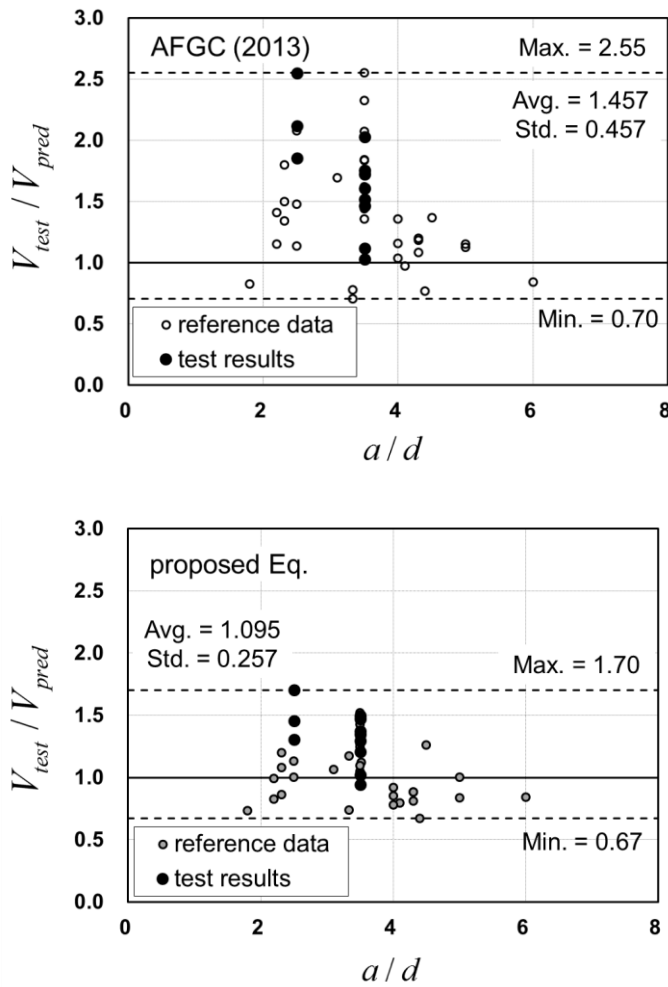 3.0
AFGC (2013)
Max. = 2.55
2.5
Avg. = 1.457
Std. = 0.457
2.0
V_test / V_pred
1.5
1.0
0.5
Min. = 0.70
reference data
test results
0.0
0 2 4 6 8
a / d
3.0
proposed Eq.
2.5
Avg. = 1.095
Std. = 0.257
2.0
Max. = 1.70
V_test / V_pred
1.5
1.0
0.5
Min. = 0.67
reference data
test results
0.0
0 2 4 6 8
a / d